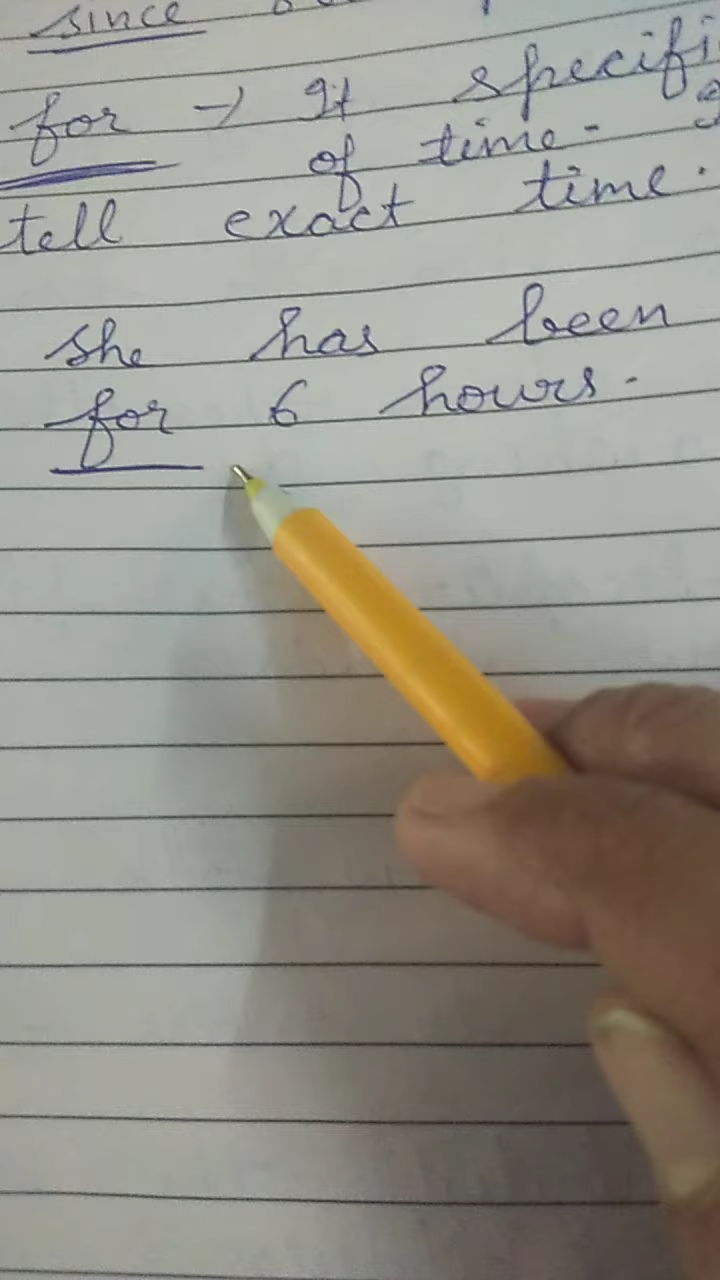 since
for → It specifi
of time.
tell exact time.
She has been
for 6 hours.